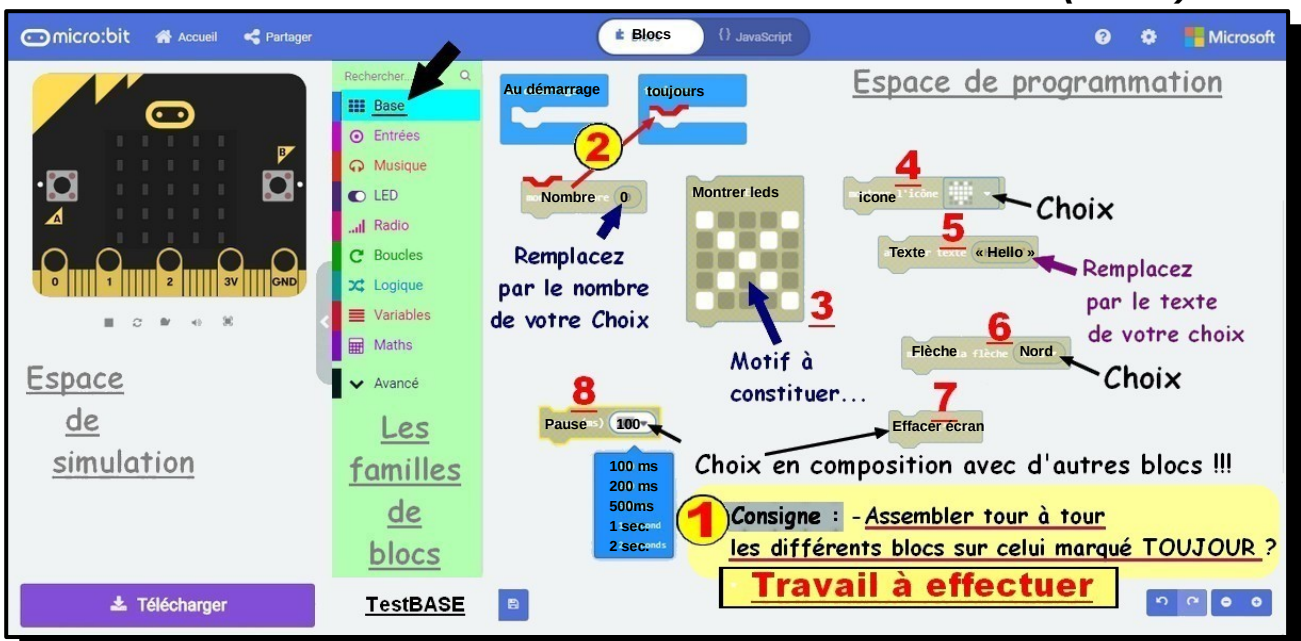 micro:bit Accueil Partager Blocs {} JavaScript ? Microsoft
Rechercher...
Base
Entrées
Musique
LED
Radio
Boucles
Logique
Variables
Maths
Avancé
A
B
0 1 2 3V GND
Espace
de
simulation
Les
familles
de
blocs
Télécharger
TestBASE
Espace de programmation
Au démarrage
toujours
2
Nombre 0
Remplacez
par le nombre
de votre Choix
Montrer leds
3
Motif à
constituer...
4
icone
Choix
5
Texte « Hello »
Remplacez
par le texte
de votre choix
6
Flèche Nord
Choix
7
Effacer écran
8
Pause 100
100 ms
200 ms
500ms
1 sec.
2 sec.
Choix en composition avec d'autres blocs !!!
1
Consigne : - Assembler tour à tour
les différents blocs sur celui marqué TOUJOUR ?
Travail à effectuer